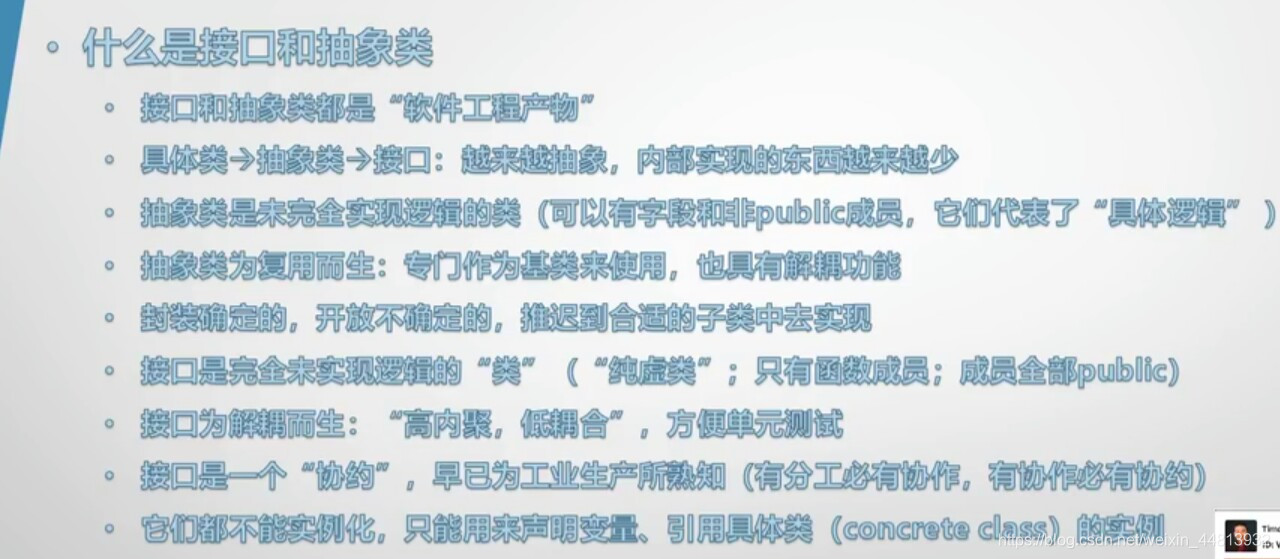 • 什么是接口和抽象类
• 接口和抽象类都是“软件工程产物”
• 具体类→抽象类→接口：越来越抽象，内部实现的东西越来越少
• 抽象类是未完全实现逻辑的类（可以有字段和非public成员，它们代表了“具体逻辑”）
• 抽象类为复用而生：专门作为基类来使用，也具有解耦功能
• 封装确定的，开放不确定的，推迟到合适的子类中去实现
• 接口是完全未实现逻辑的“类”（“纯虚类”；只有函数成员；成员全部public）
• 接口为解耦而生：“高内聚，低耦合”，方便单元测试
• 接口是一个“协约”，早已为工业生产所熟知（有分工必有协作，有协作必有协约）
• 它们都不能实例化，只能用来声明变量、引用具体类（concrete class）的实例